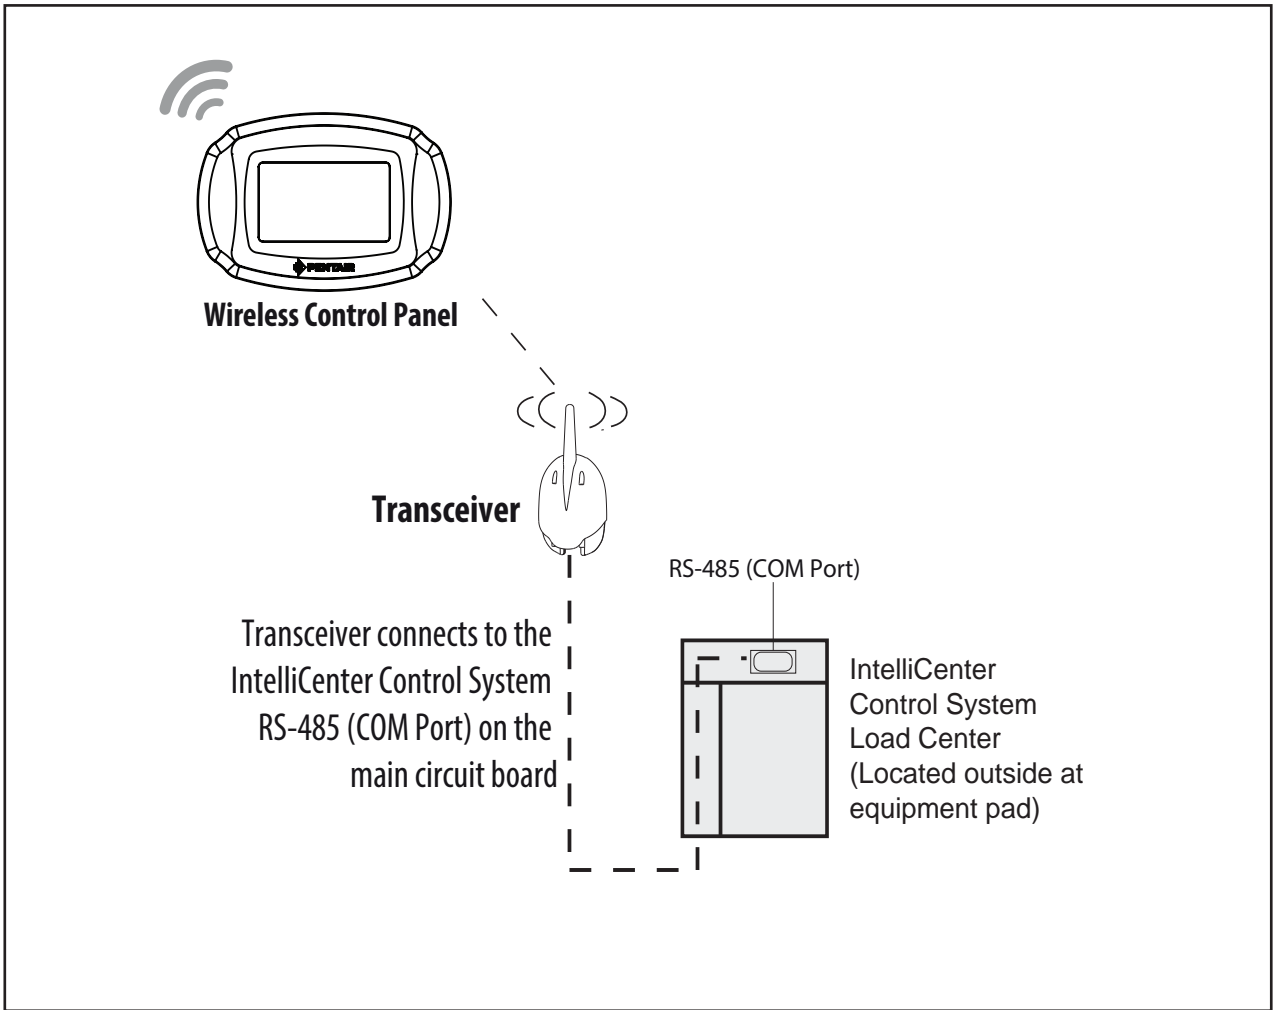 PENTAIR
Wireless Control Panel
Transceiver
RS-485 (COM Port)
Transceiver connects to the
IntelliCenter Control System
RS-485 (COM Port) on the
main circuit board
IntelliCenter
Control System
Load Center
(Located outside at
equipment pad)